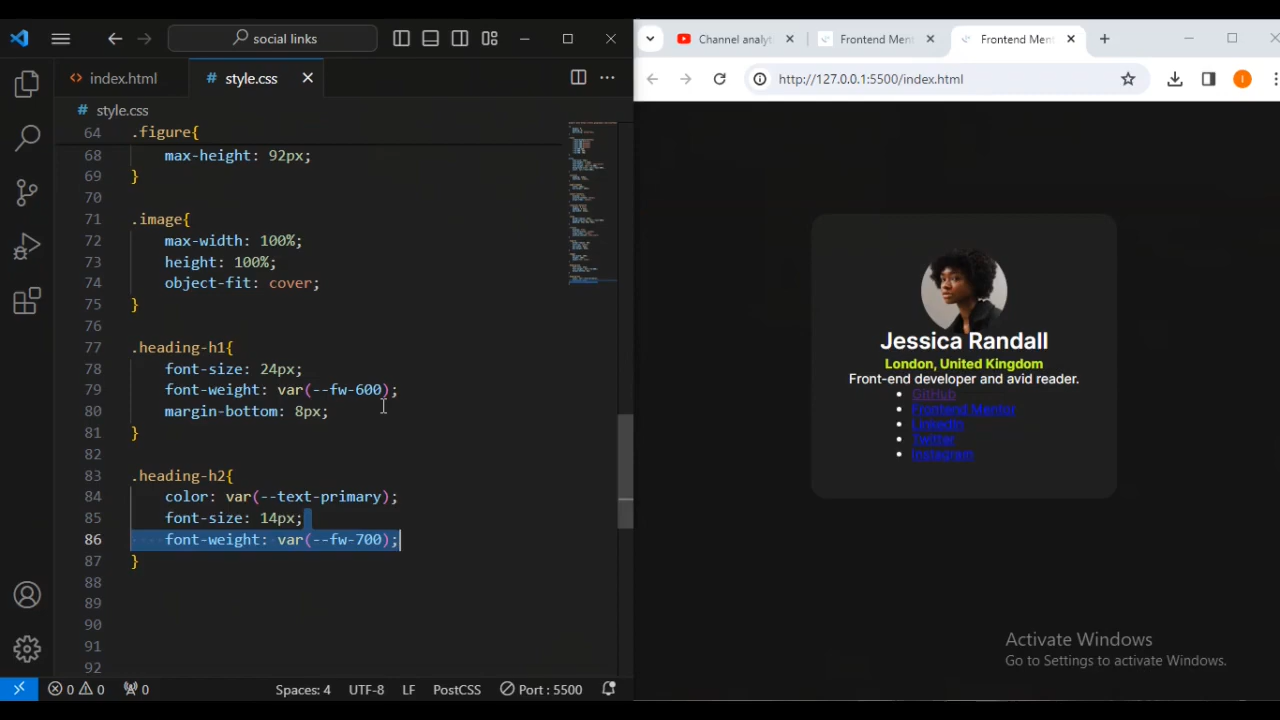 social links
index.html
style.css
style.css
64 .figure{
68 max-height: 92px;
69 }
70
71 .image{
72 max-width: 100%;
73 height: 100%;
74 object-fit: cover;
75 }
76
77 .heading-h1{
78 font-size: 24px;
79 font-weight: var(--fw-600);
80 margin-bottom: 8px;
81 }
82
83 .heading-h2{
84 color: var(--text-primary);
85 font-size: 14px;
86 font-weight: var(--fw-700);
87 }
88
89
90
91
92
0 0 0 Spaces: 4 UTF-8 LF PostCSS Port : 5500
Channel analyt
Frontend Ment
Frontend Ment
http://127.0.0.1:5500/index.html
Jessica Randall
London, United Kingdom
Front-end developer and avid reader.
GitHub
Frontend Mentor
LinkedIn
Twitter
Instagram
Activate Windows
Go to Settings to activate Windows.